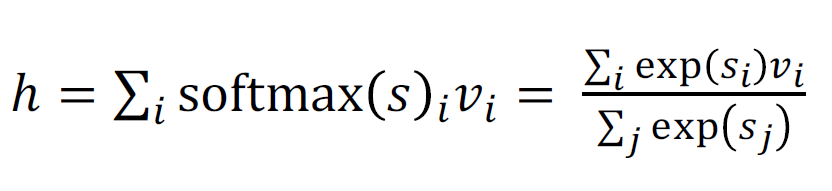 h = ∑ᵢ softmax(s)ᵢvᵢ = ∑ᵢ exp(sᵢ)vᵢ / ∑ⱼ exp(sⱼ)